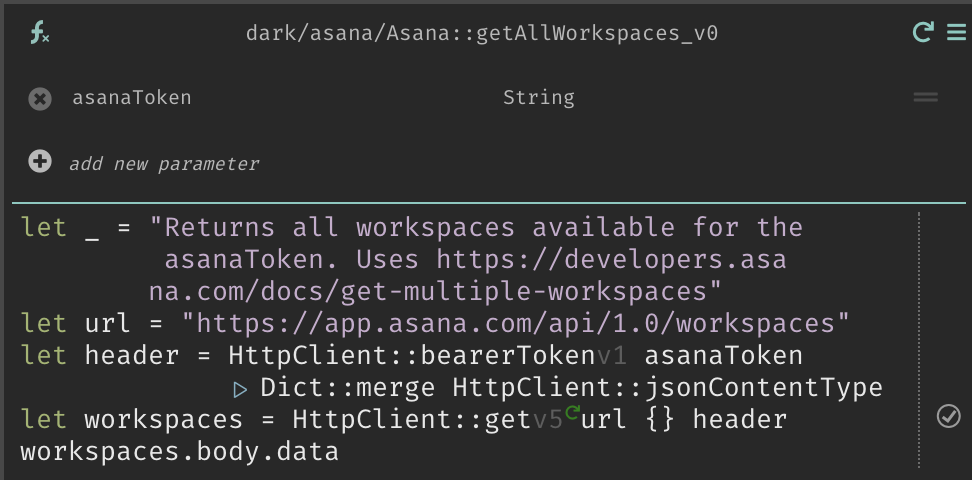 dark/asana/Asana::getAllWorkspaces_v0
asanaToken String
add new parameter
let _ = "Returns all workspaces available for the
asanaToken. Uses https://developers.asa
na.com/docs/get-multiple-workspaces"
let url = "https://app.asana.com/api/1.0/workspaces"
let header = HttpClient::bearerTokenv1 asanaToken
▷ Dict::merge HttpClient::jsonContentType
let workspaces = HttpClient::getv5 url {} header
workspaces.body.data